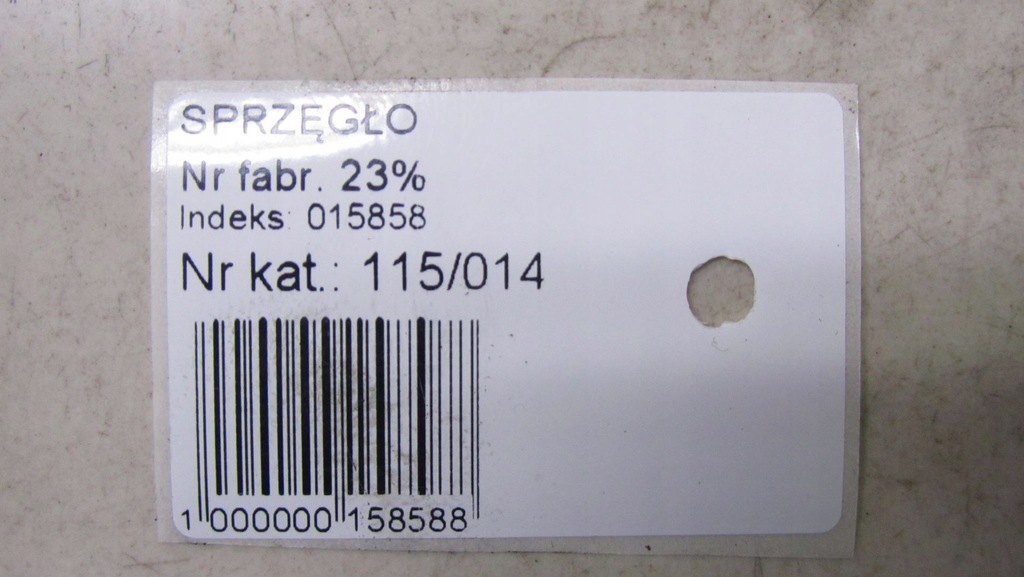 SPRZĘGŁO
Nr fabr. 23%
Indeks: 015858
Nr kat.: 115/014
1 000000 158588